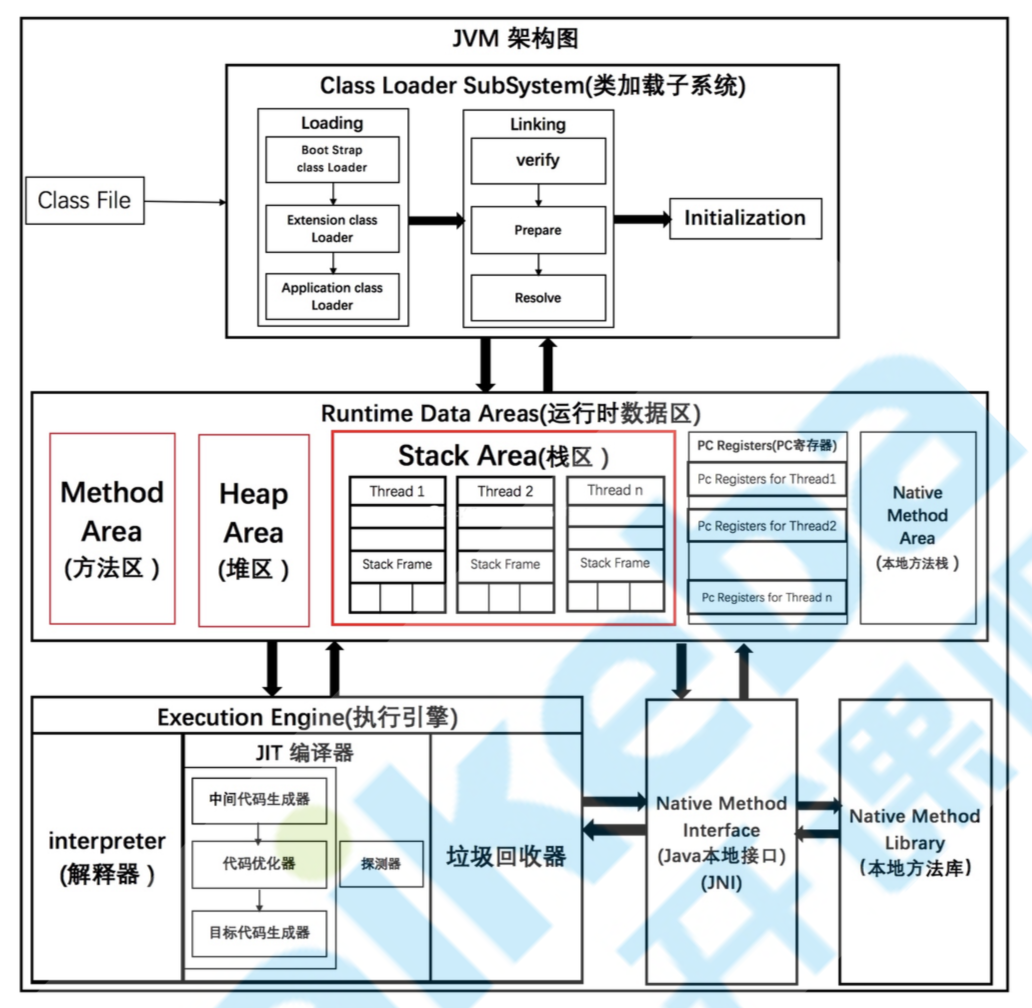 JVM 架构图
Class Loader SubSystem(类加载子系统)
Class File
Loading
Boot Strap
class Loader
Extension class
Loader
Application class
Loader
Linking
verify
Prepare
Resolve
Initialization
Runtime Data Areas(运行时数据区)
Method
Area
(方法区 )
Heap
Area
(堆区 )
Stack Area(栈区 )
Thread 1
Stack Frame
Thread 2
Stack Frame
Thread n
Stack Frame
PC Registers(PC寄存器)
Pc Registers for Thread1
Pc Registers for Thread2
Pc Registers for Thread n
Native
Method
Area
(本地方法栈 )
Execution Engine(执行引擎)
interpreter
(解释器 )
JIT 编译器
中间代码生成器
代码优化器
目标代码生成器
探测器
垃圾回收器
Native Method
Interface
(Java本地接口)
(JNI)
Native Method
Library
(本地方法库)
aikeba
开课吧